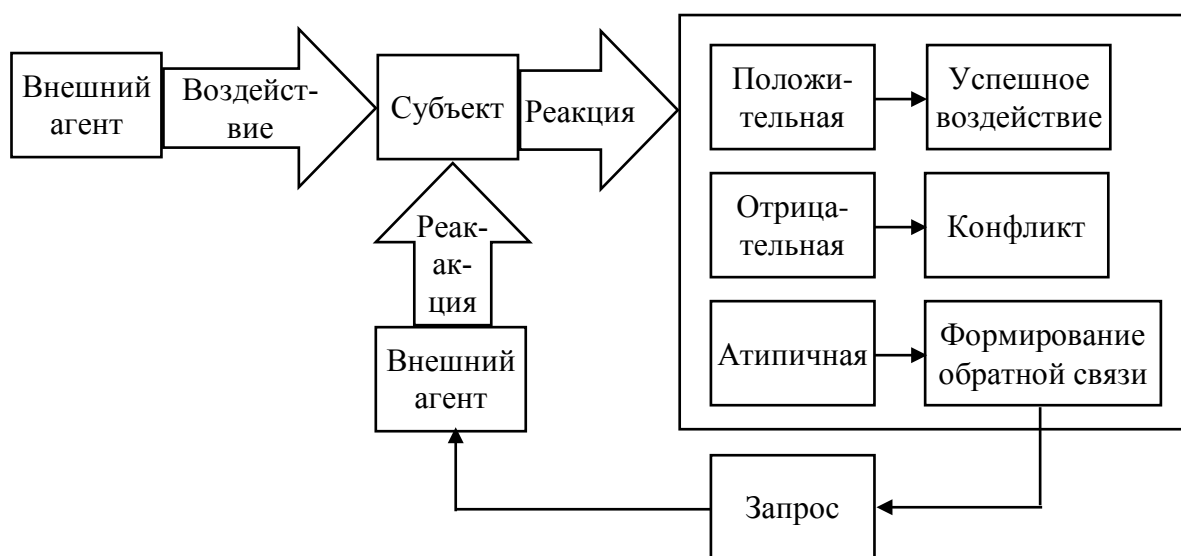 Внешний
агент
Воздейст-
вие
Субъект
Реакция
Положи-
тельная
Успешное
воздействие
Отрица-
тельная
Конфликт
Атипичная
Формирование
обратной связи
Реак-
ак-
ция
Внешний
агент
Запрос